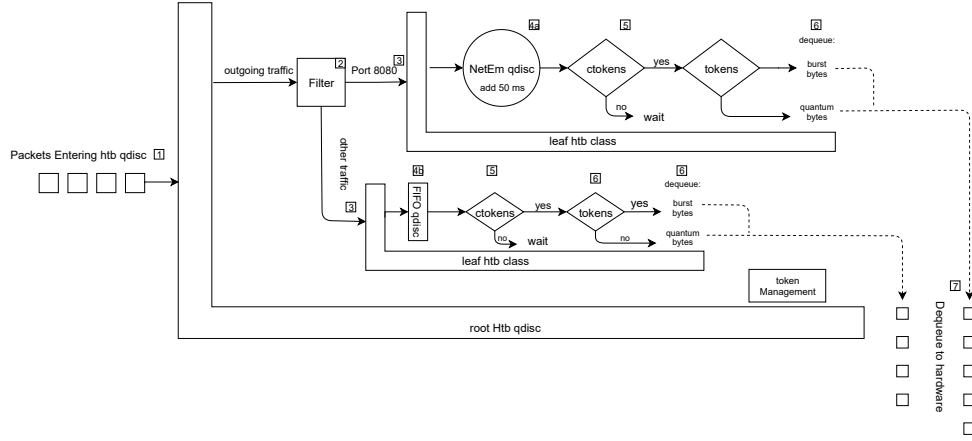 Packets Entering htb qdisc 1
outgoing traffic
2
Filter
Port 8080
3
4a
NetEm qdisc
add 50 ms
5
ctokens
yes
no
wait
tokens
6
dequeue:
burst
bytes
quantum
bytes
leaf htb class
other traffic
3
4b
FIFO qdisc
5
ctokens
yes
no
wait
6
tokens
yes
no
6
dequeue:
burst
bytes
quantum
bytes
leaf htb class
token
Management
root Htb qdisc
7
Dequeue to hardware